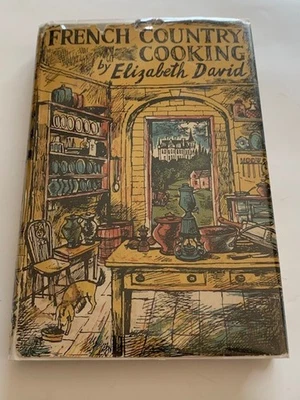 FRENCH COUNTRY
COOKING
by Elizabeth David